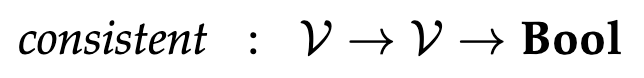 consistent : 𝒱 → 𝒱 → Bool